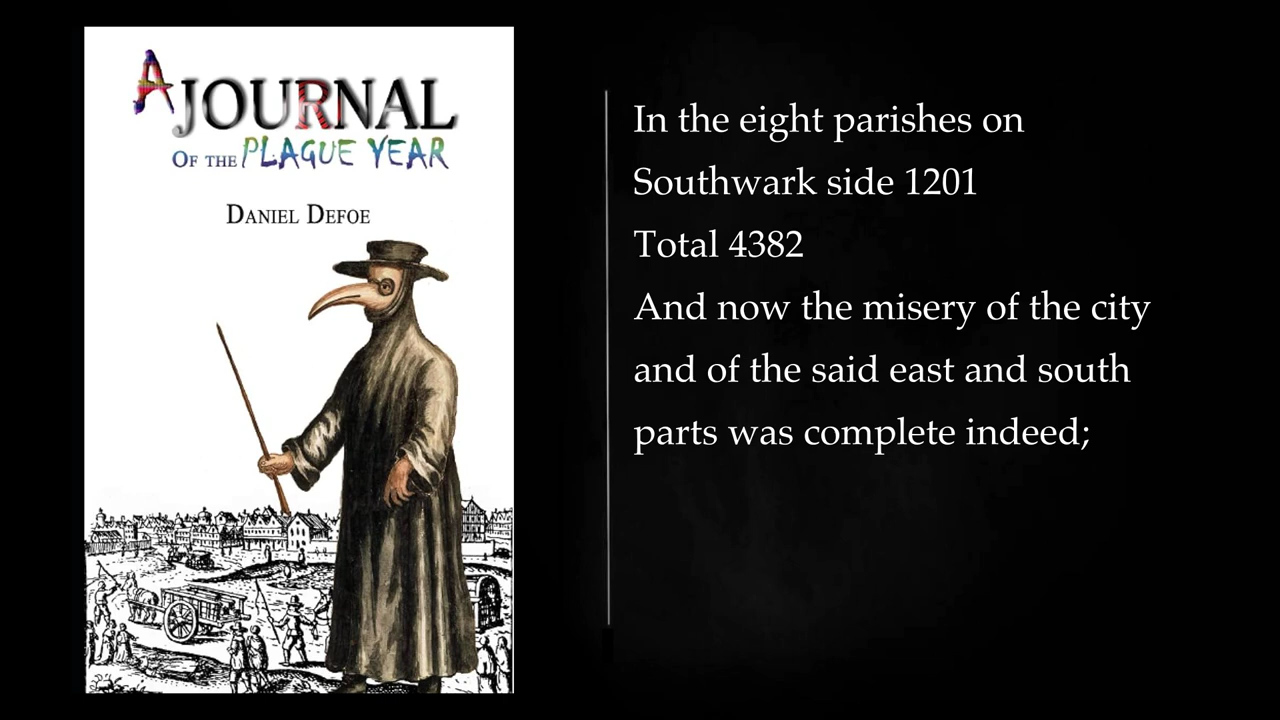 A JOURNAL
OF THE PLAGUE YEAR
DANIEL DEFOE
In the eight parishes on
Southwark side 1201
Total 4382
And now the misery of the city
and of the said east and south
parts was complete indeed;